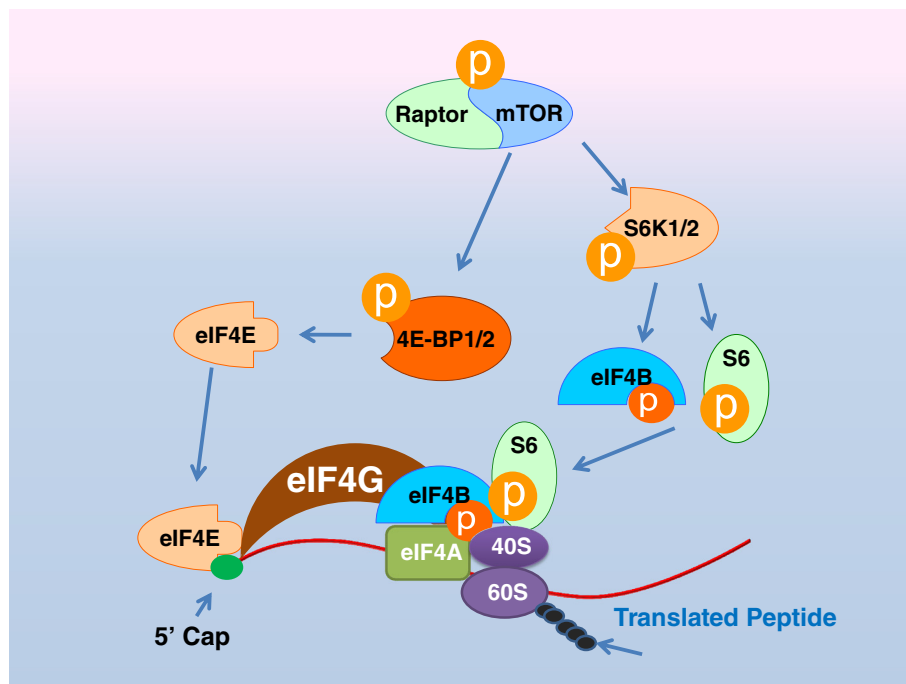 p
Raptor mTOR
S6K1/2
p
p
4E-BP1/2
eIF4E
eIF4B
p
S6
p
eIF4G
S6
eIF4B
p
p
eIF4E
eIF4A
40S
60S
5' Cap
Translated Peptide